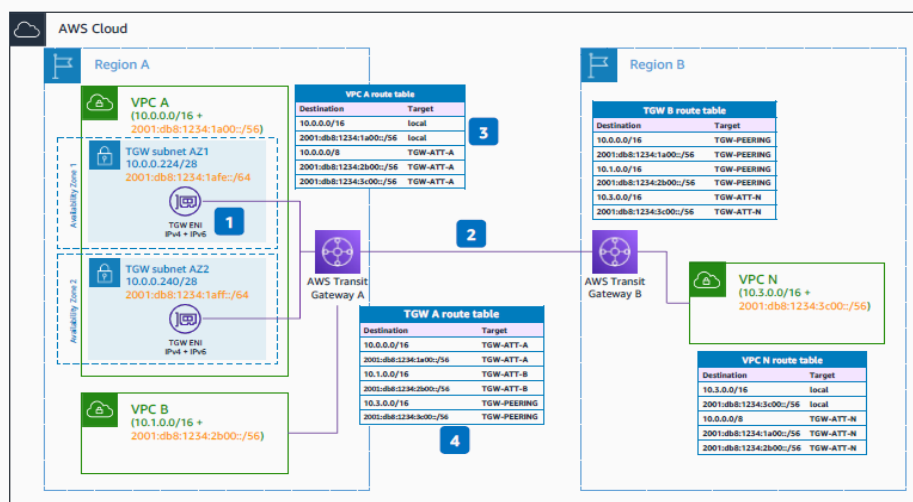 AWS Cloud
Region A
VPC A
(10.0.0.0/16 +
2001:db8:1234:1a00::/56)
Availability Zone 1
TGW subnet AZ1
10.0.0.224/28
2001:db8:1234:1afe::/64
1
TGW ENI
IPv4 + IPv6
Availability Zone 2
TGW subnet AZ2
10.0.0.240/28
2001:db8:1234:1aff::/64
TGW ENI
IPv4 + IPv6
VPC B
(10.1.0.0/16 +
2001:db8:1234:2b00::/56)
VPC A route table
Destination Target
10.0.0.0/16 local
2001:db8:1234:1a00::/56 local
10.0.0.0/8 TGW-ATT-A
2001:db8:1234:2b00::/56 TGW-ATT-A
2001:db8:1234:3c00::/56 TGW-ATT-A
3
2
AWS Transit
Gateway A
TGW A route table
Destination Target
10.0.0.0/16 TGW-ATT-A
2001:db8:1234:1a00::/56 TGW-ATT-A
10.1.0.0/16 TGW-ATT-B
2001:db8:1234:2b00::/56 TGW-ATT-B
10.3.0.0/16 TGW-PEERING
2001:db8:1234:3c00::/56 TGW-PEERING
4
Region B
TGW B route table
Destination Target
10.0.0.0/16 TGW-PEERING
2001:db8:1234:1a00::/56 TGW-PEERING
10.1.0.0/16 TGW-PEERING
2001:db8:1234:2b00::/56 TGW-PEERING
10.3.0.0/16 TGW-ATT-N
2001:db8:1234:3c00::/56 TGW-ATT-N
AWS Transit
Gateway B
VPC N
(10.3.0.0/16 +
2001:db8:1234:3c00::/56)
VPC N route table
Destination Target
10.3.0.0/16 local
2001:db8:1234:3c00::/56 local
10.0.0.0/8 TGW-ATT-N
2001:db8:1234:1a00::/56 TGW-ATT-N
2001:db8:1234:2b00::/56 TGW-ATT-N